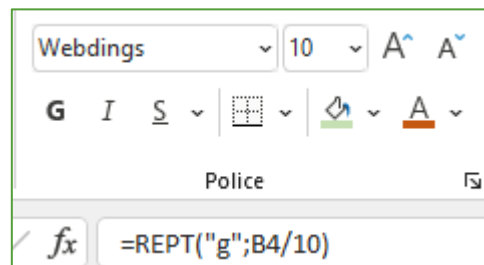 Webdings 10 A A
G I S A
Police
fx =REPT("g";B4/10)